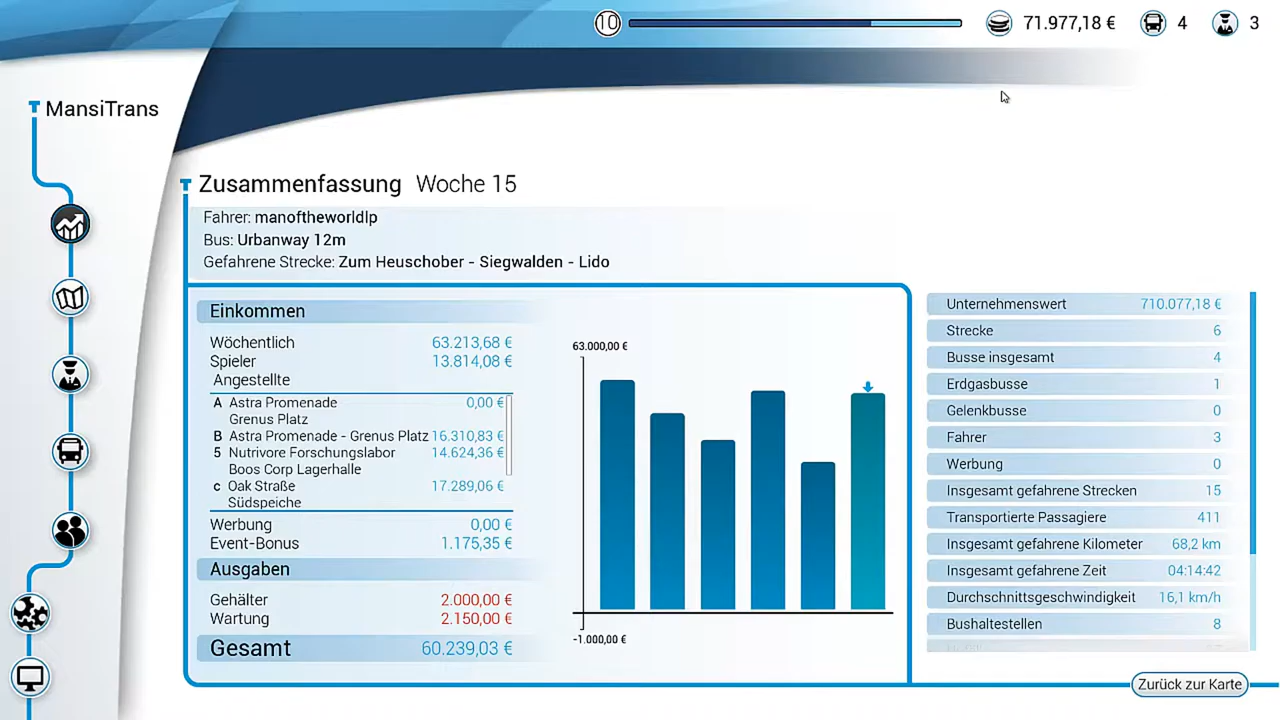 10
71.977,18 €
4
3
MansiTrans
Zusammenfassung Woche 15
Fahrer: manoftheworldlp
Bus: Urbanway 12m
Gefahrene Strecke: Zum Heuschober - Siegwalden - Lido
Einkommen
Wöchentlich 63.213,68 €
Spieler 13.814,08 €
Angestellte
A Astra Promenade 0,00 €
Grenus Platz
B Astra Promenade - Grenus Platz 16.310,83 €
5 Nutrivore Forschungslabor 14.624,36 €
Boos Corp Lagerhalle
c Oak Straße 17.289,06 €
Südspeiche
Werbung 0,00 €
Event-Bonus 1.175,35 €
Ausgaben
Gehälter 2.000,00 €
Wartung 2.150,00 €
Gesamt 60.239,03 €
63.000,00 €
-1.000,00 €
Unternehmenswert 710.077,18 €
Strecke 6
Busse insgesamt 4
Erdgasbusse 1
Gelenkbusse 0
Fahrer 3
Werbung 0
Insgesamt gefahrene Strecken 15
Transportierte Passagiere 411
Insgesamt gefahrene Kilometer 68,2 km
Insgesamt gefahrene Zeit 04:14:42
Durchschnittsgeschwindigkeit 16,1 km/h
Bushaltestellen 8
Zurück zur Karte